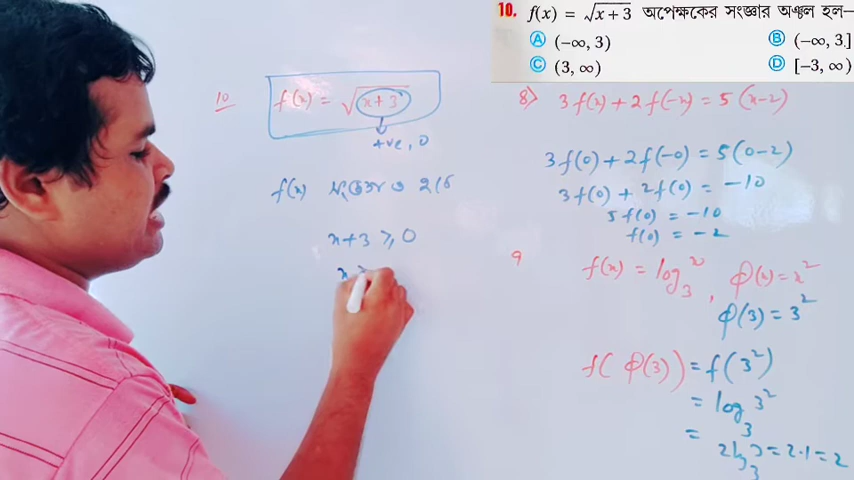 10. f(x) = √x+3 অপেক্ষকের সংজ্ঞার অঞ্চল হল–
A (-∞, 3) B (-∞, 3]
C (3, ∞) D [-3, ∞)
10 f(x) = √x+3
+ve, 0
f(x)
x+3 ≥ 0
x
8) 3f(x) + 2f(-x) = 5(x-2)
3f(0) + 2f(-0) = 5(0-2)
3f(0) + 2f(0) = -10
5f(0) = -10
f(0) = -2
9 f(x) = log₃x, φ(x) = x²
φ(3) = 3²
f(φ(3)) = f(3²)
= log₃3²
= 2log₃3 = 2·1 = 2